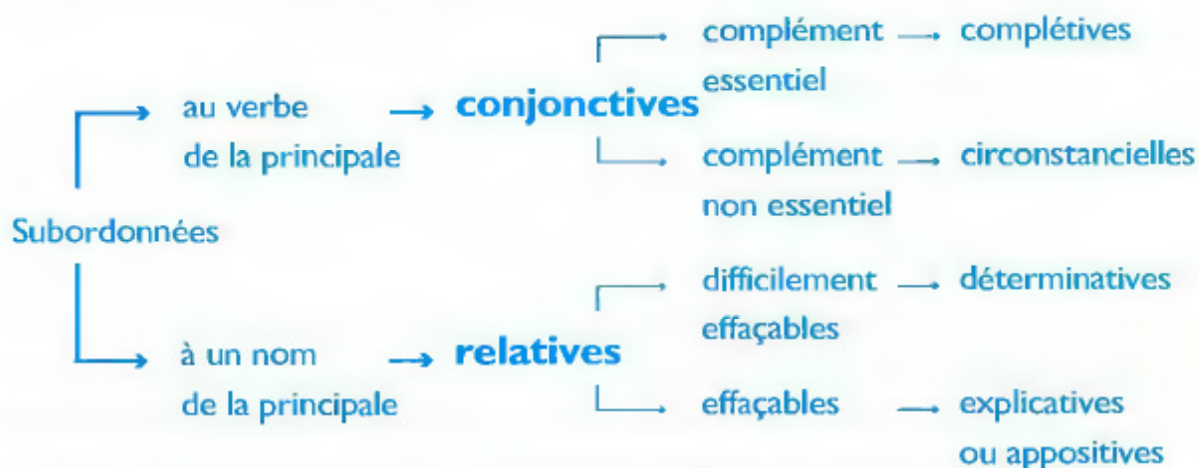 complément → complétives
essentiel
au verbe → conjonctives
de la principale
complément → circonstancielles
non essentiel
Subordonnées
difficilement → déterminatives
effaçables
à un nom → relatives
de la principale
effaçables → explicatives
ou appositives